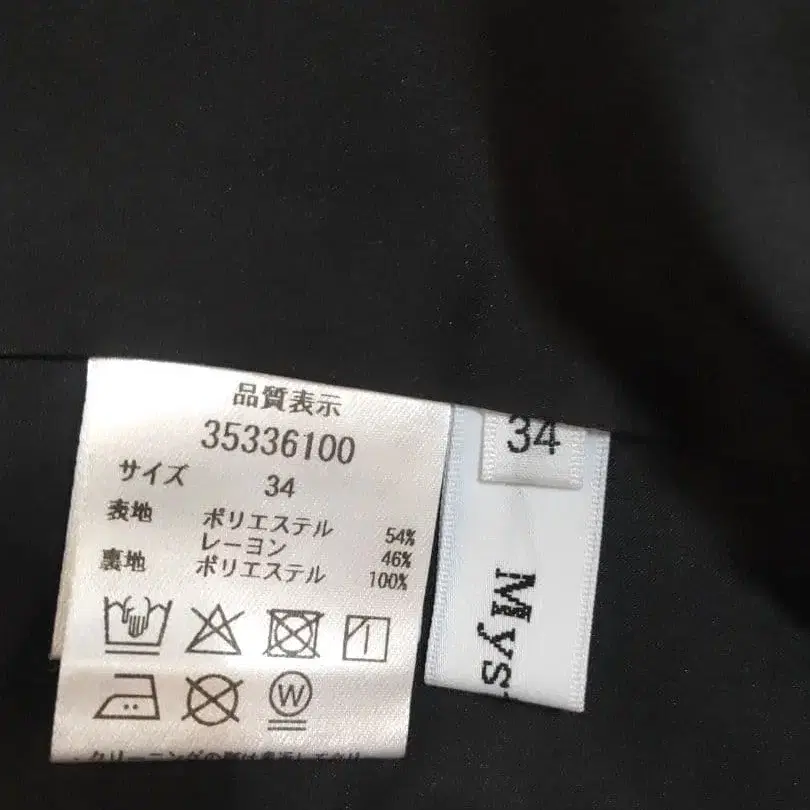 品質表示
35336100
サイズ 34
表地 ポリエステル 54%
レーヨン 46%
裏地 ポリエステル 100%
W
34
Mys